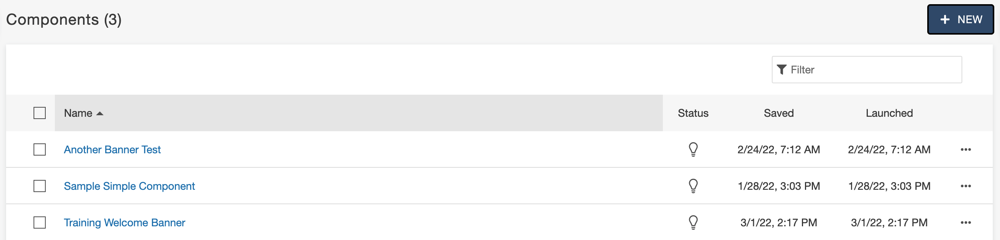 Components (3)
+ NEW
Filter
Name Status Saved Launched
Another Banner Test 2/24/22, 7:12 AM 2/24/22, 7:12 AM
Sample Simple Component 1/28/22, 3:03 PM 1/28/22, 3:03 PM
Training Welcome Banner 3/1/22, 2:17 PM 3/1/22, 2:17 PM